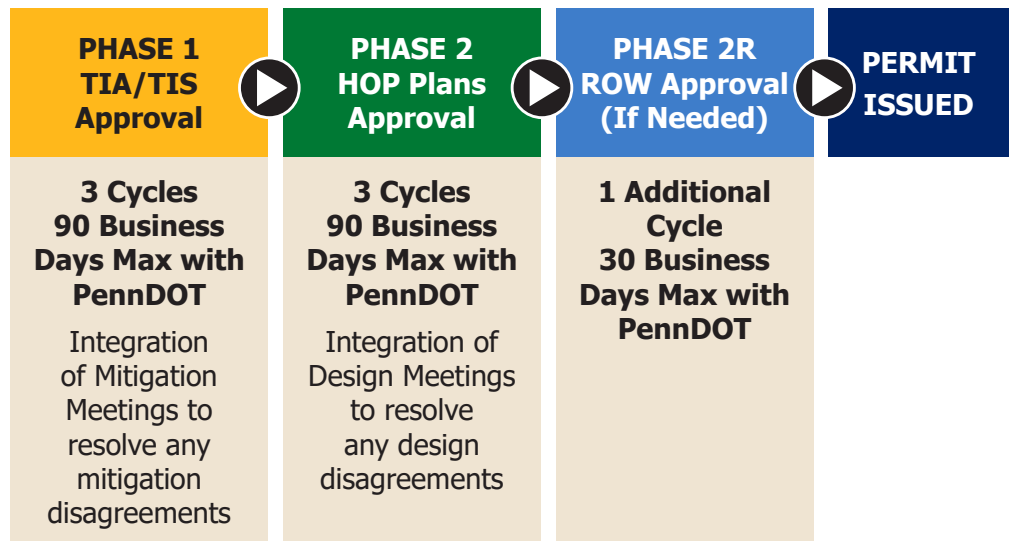 PHASE 1
TIA/TIS
Approval
PHASE 2
HOP Plans
Approval
PHASE 2R
ROW Approval
(If Needed)
PERMIT
ISSUED
3 Cycles
90 Business
Days Max with
PennDOT
Integration
of Mitigation
Meetings to
resolve any
mitigation
disagreements
3 Cycles
90 Business
Days Max with
PennDOT
Integration of
Design Meetings
to resolve
any design
disagreements
1 Additional
Cycle
30 Business
Days Max with
PennDOT